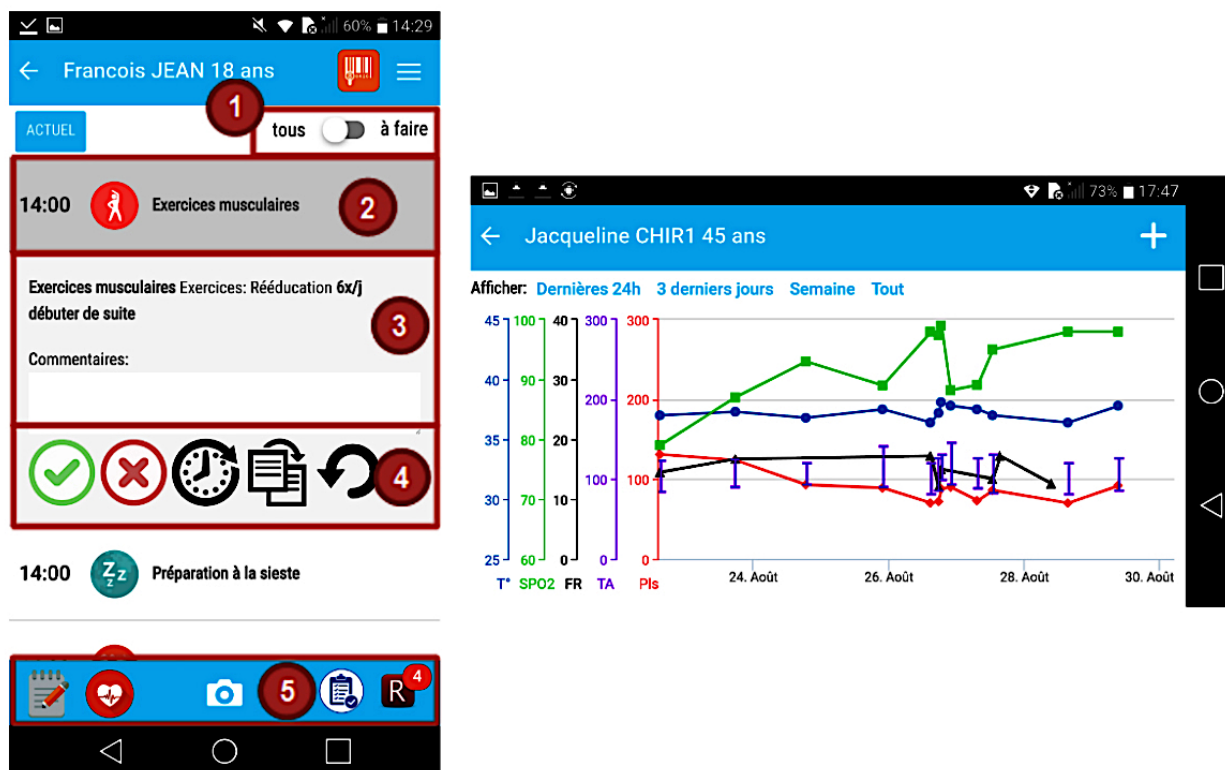 60% 14:29
Francois JEAN 18 ans
1
ACTUEL
tous à faire
14:00 Exercices musculaires 2
Exercices musculaires Exercices: Rééducation 6x/j
débuter de suite
3
Commentaires:
4
14:00 Zzz Préparation à la sieste
5 R 4
73% 17:47
Jacqueline CHIR1 45 ans +
Afficher: Dernières 24h 3 derniers jours Semaine Tout
45 100 40 300 300
40 90 30
200 200
35 80 20
100 100
30 70 10
25 60 0 0 0
T° SPO2 FR TA Pls
24. Août 26. Août 28. Août 30. Août